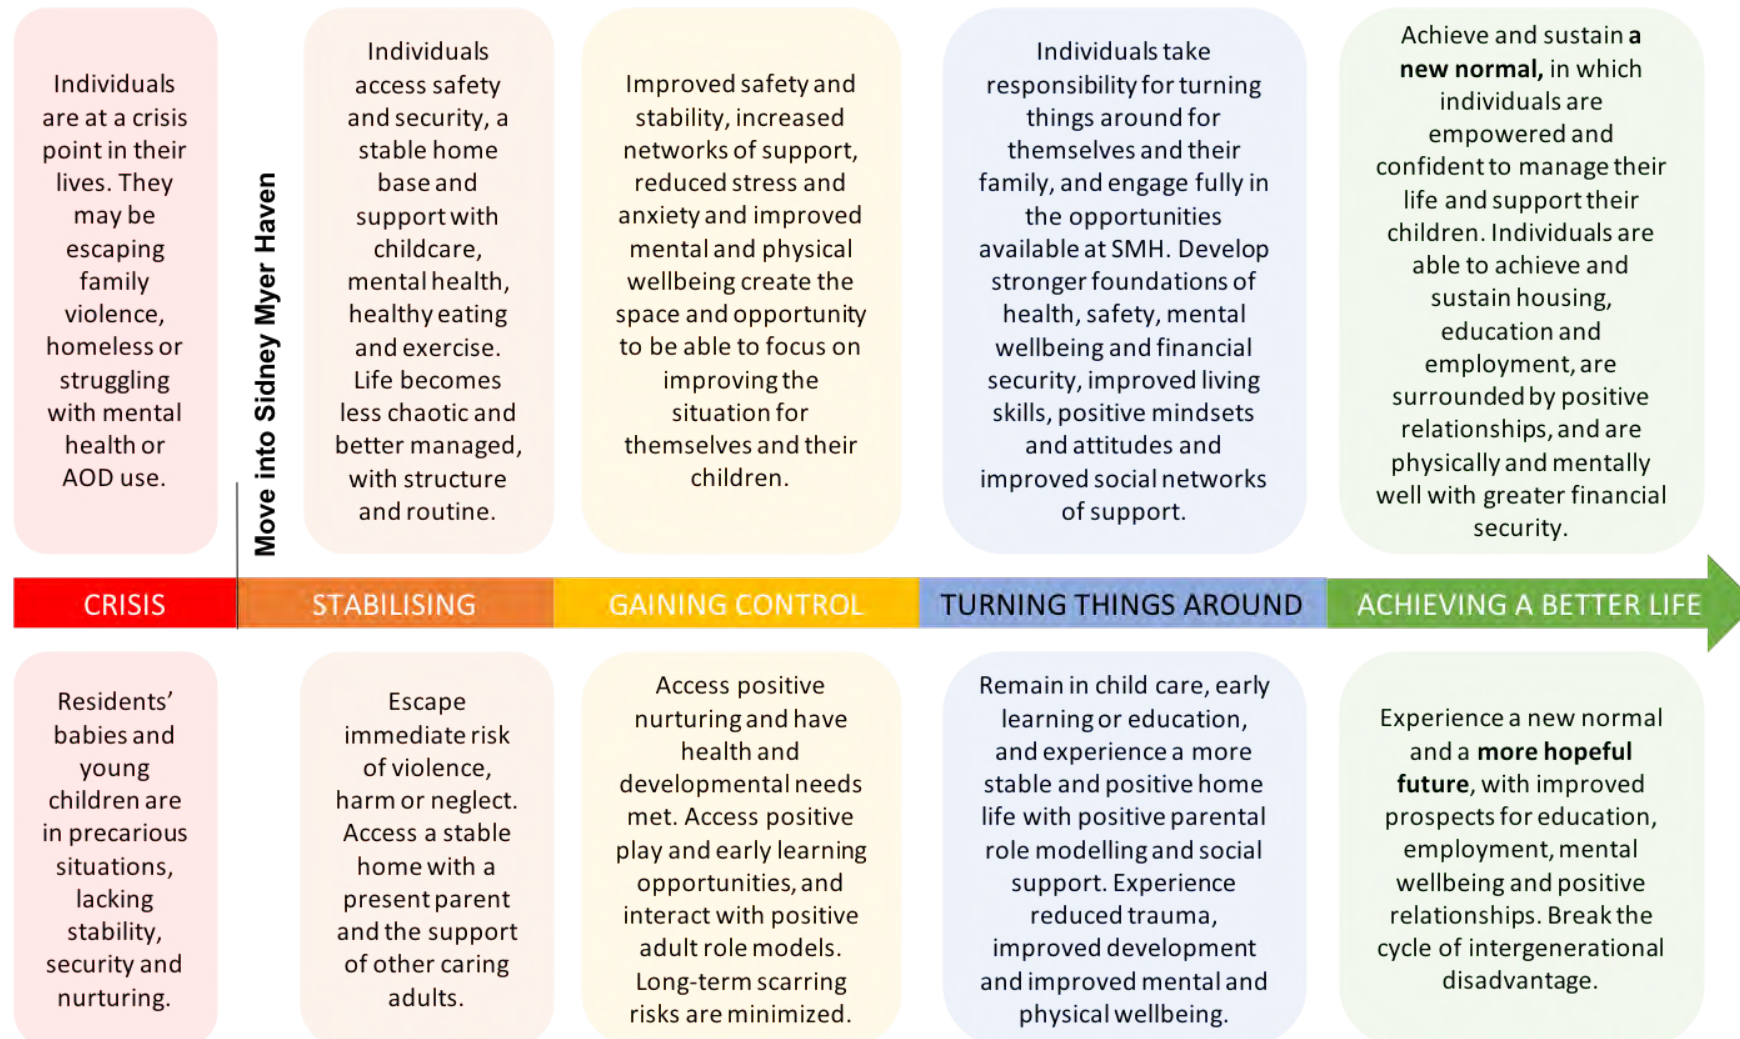 Individuals
are at a crisis
point in their
lives. They
may be
escaping
family
violence,
homeless or
struggling
with mental
health or
AOD use.
Move into Sidney Myer Haven
Individuals
access safety
and security, a
stable home
base and
support with
childcare,
mental health,
healthy eating
and exercise.
Life becomes
less chaotic and
better managed,
with structure
and routine.
Improved safety and
stability, increased
networks of support,
reduced stress and
anxiety and improved
mental and physical
wellbeing create the
space and opportunity
to be able to focus on
improving the
situation for
themselves and their
children.
Individuals take
responsibility for turning
things around for
themselves and their
family, and engage fully in
the opportunities
available at SMH. Develop
stronger foundations of
health, safety, mental
wellbeing and financial
security, improved living
skills, positive mindsets
and attitudes and
improved social networks
of support.
Achieve and sustain a
new normal, in which
individuals are
empowered and
confident to manage their
life and support their
children. Individuals are
able to achieve and
sustain housing,
education and
employment, are
surrounded by positive
relationships, and are
physically and mentally
well with greater financial
security.
CRISIS
STABILISING
GAINING CONTROL
TURNING THINGS AROUND
ACHIEVING A BETTER LIFE
Residents’
babies and
young
children are
in precarious
situations,
lacking
stability,
security and
nurturing.
Escape
immediate risk
of violence,
harm or neglect.
Access a stable
home with a
present parent
and the support
of other caring
adults.
Access positive
nurturing and have
health and
developmental needs
met. Access positive
play and early learning
opportunities, and
interact with positive
adult role models.
Long-term scarring
risks are minimized.
Remain in child care, early
learning or education,
and experience a more
stable and positive home
life with positive parental
role modelling and social
support. Experience
reduced trauma,
improved development
and improved mental and
physical wellbeing.
Experience a new normal
and a more hopeful
future, with improved
prospects for education,
employment, mental
wellbeing and positive
relationships. Break the
cycle of intergenerational
disadvantage.